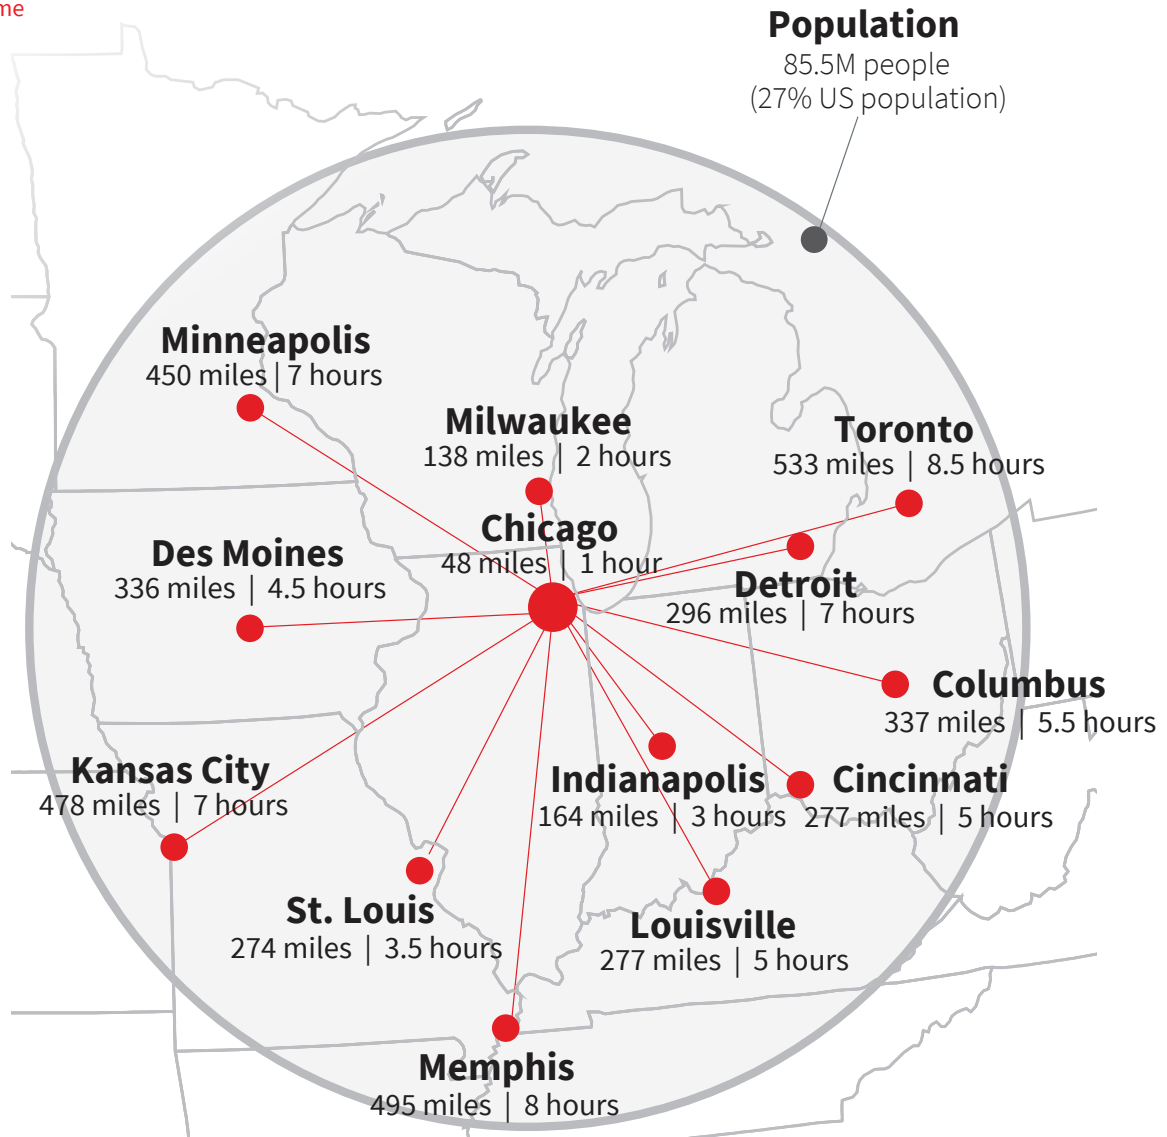 me
Population
85.5M people
(27% US population)
Minneapolis
450 miles | 7 hours
Milwaukee
138 miles | 2 hours
Toronto
533 miles | 8.5 hours
Chicago
48 miles | 1 hour
Des Moines
336 miles | 4.5 hours
Detroit
296 miles | 7 hours
Columbus
337 miles | 5.5 hours
Kansas City
478 miles | 7 hours
Indianapolis
164 miles | 3 hours
Cincinnati
277 miles | 5 hours
St. Louis
274 miles | 3.5 hours
Louisville
277 miles | 5 hours
Memphis
495 miles | 8 hours